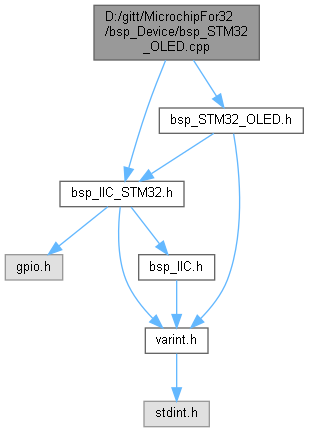 D:/gitt/MicrochipFor32
/bsp_Device/bsp_STM32
_OLED.cpp
bsp_STM32_OLED.h
bsp_IIC_STM32.h
gpio.h
bsp_IIC.h
varint.h
stdint.h